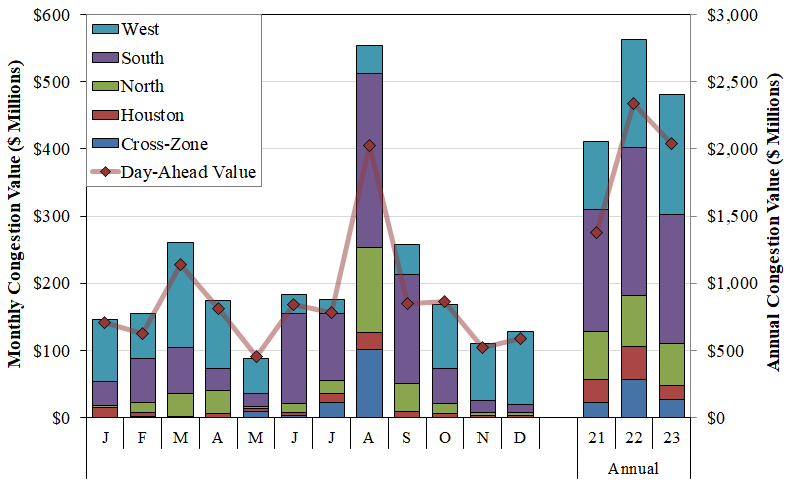 $600
$500
$400
$300
$200
$100
$0
Monthly Congestion Value ($ Millions)
West
South
North
Houston
Cross-Zone
Day-Ahead Value
$3,000
$2,500
$2,000
$1,500
$1,000
$500
$0
Annual Congestion Value ($ Millions)
J F M A M J J A S O N D 21 22 23
Annual